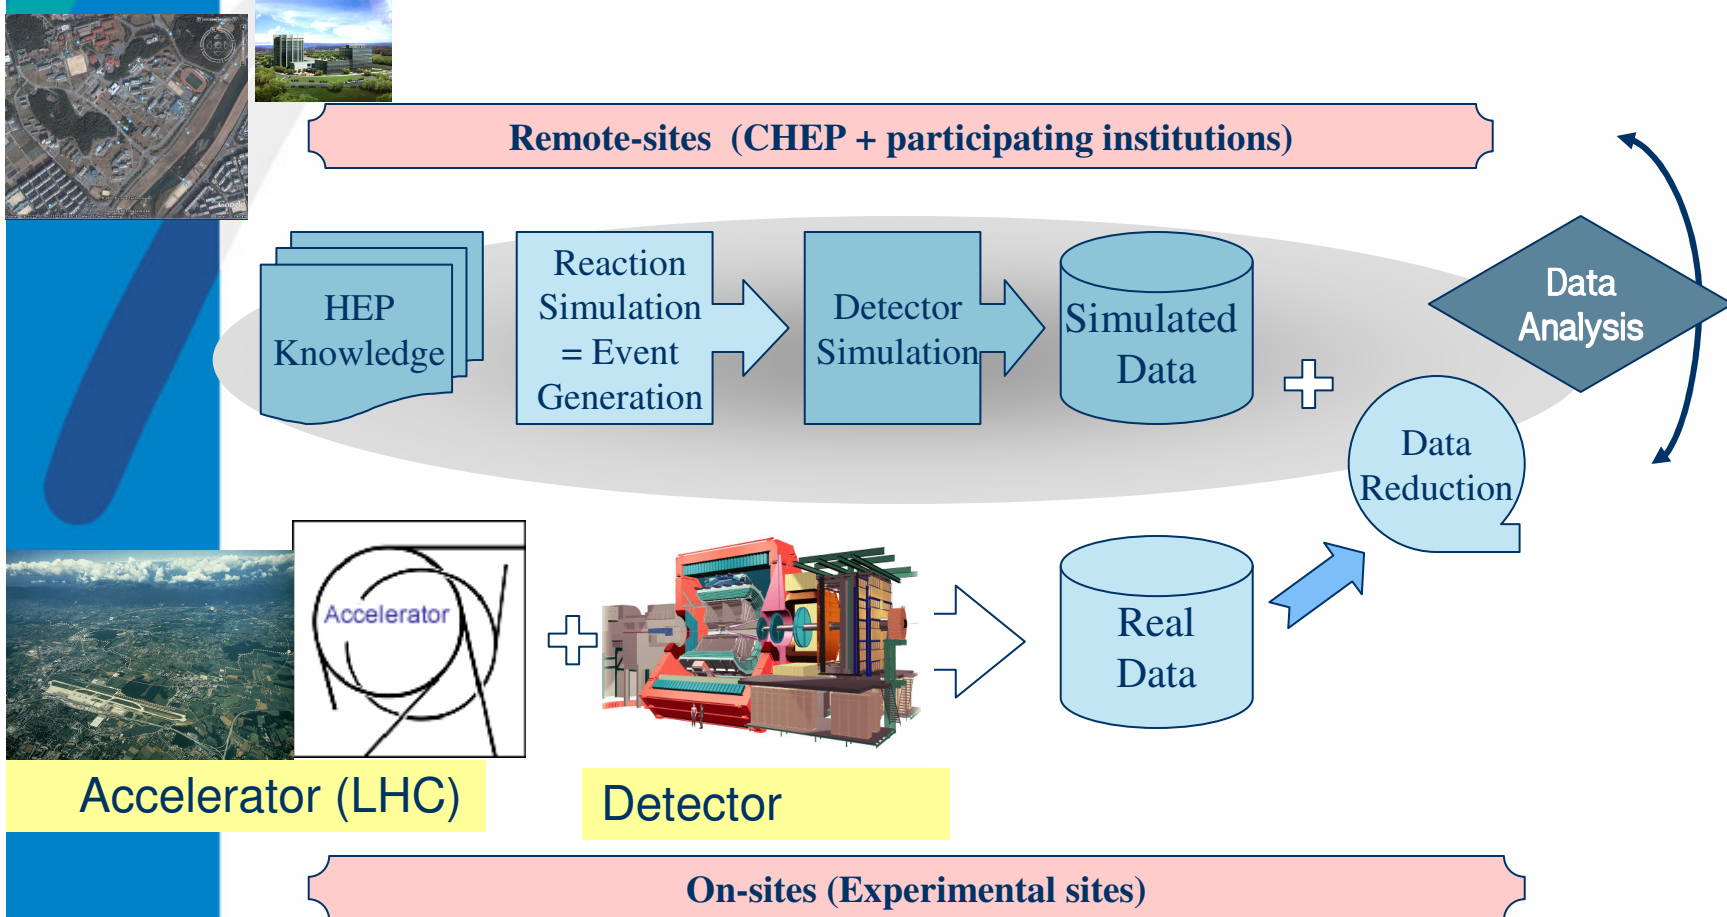 Google
Remote-sites (CHEP + participating institutions)
HEP
Knowledge
Reaction
Simulation
= Event
Generation
Detector
Simulation
Simulated
Data
Data
Analysis
Data
Reduction
Accelerator
Real
Data
Accelerator (LHC)
Detector
On-sites (Experimental sites)